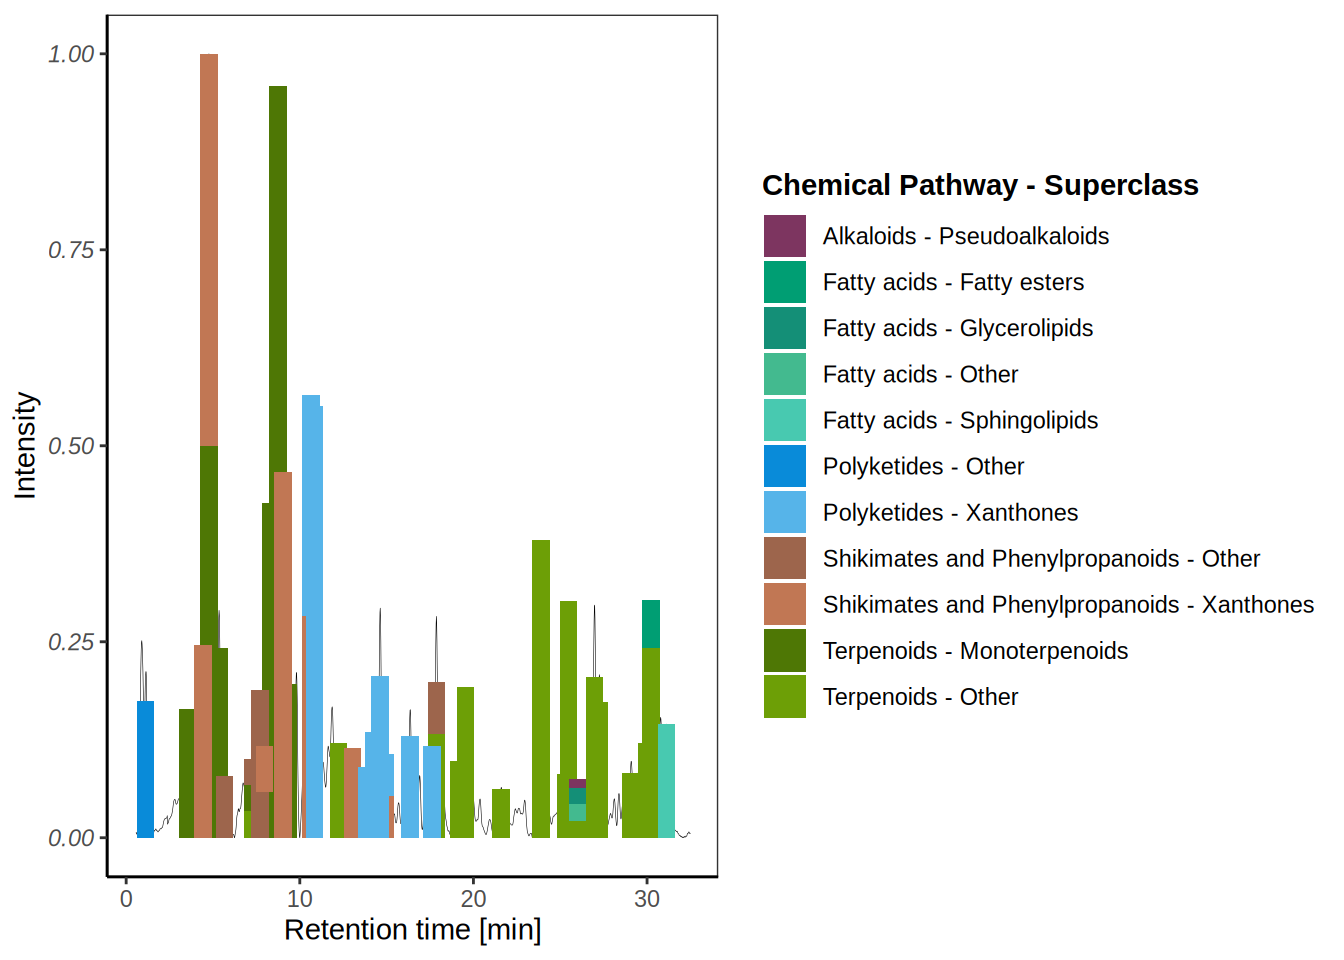 1.00
0.75
0.50
0.25
0.00
Intensity
0
10
20
30
Retention time [min]
Chemical Pathway - Superclass
Alkaloids - Pseudoalkaloids
Fatty acids - Fatty esters
Fatty acids - Glycerolipids
Fatty acids - Other
Fatty acids - Sphingolipids
Polyketides - Other
Polyketides - Xanthones
Shikimates and Phenylpropanoids - Other
Shikimates and Phenylpropanoids - Xanthones
Terpenoids - Monoterpenoids
Terpenoids - Other